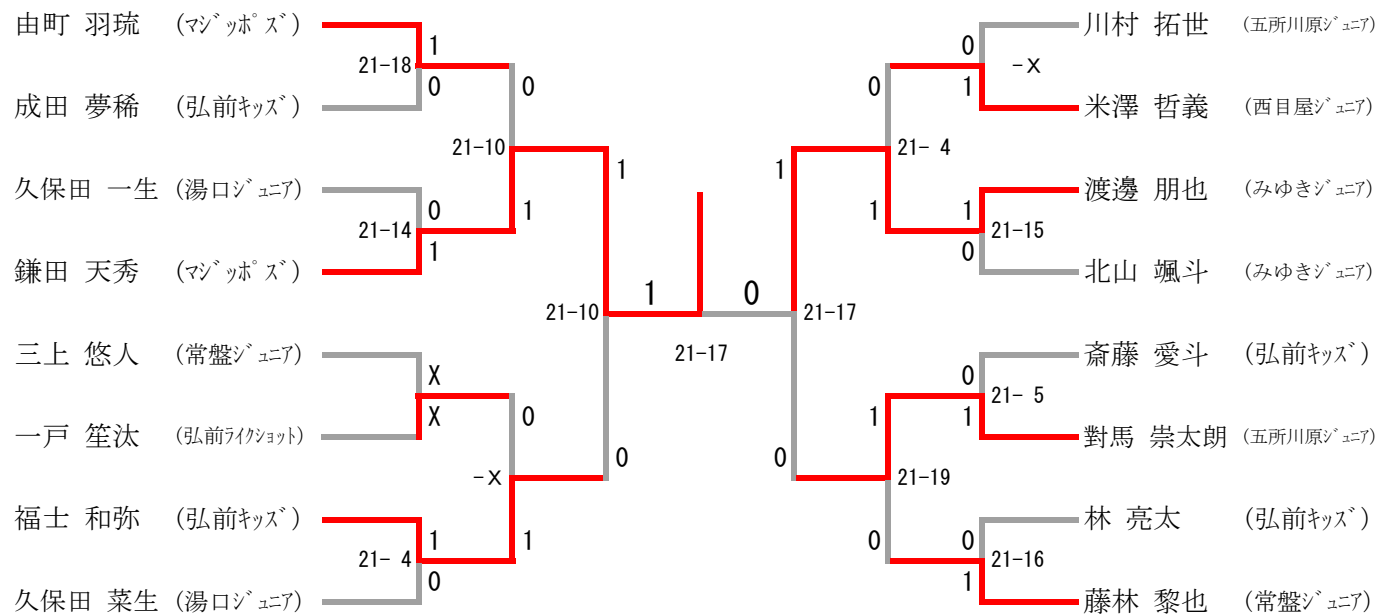 由町 羽琉 (マジッポズ)
1
21-18
0
成田 夢稀 (弘前キッズ)
0
21-10
1
久保田 一生 (湯口ジュニア)
0
21-14
1
鎌田 天秀 (マジッポズ)
1
21-10
0
三上 悠人 (常盤ジュニア)
X
X
一戸 笙汰 (弘前ライクショット)
0
-X
1
福士 和弥 (弘前キッズ)
1
21- 4
0
久保田 菜生 (湯口ジュニア)
1
0
21-17
川村 拓世 (五所川原ジュニア)
0
-X
1
米澤 哲義 (西目屋ジュニア)
0
21- 4
1
渡邊 朋也 (みゆきジュニア)
1
21-15
0
北山 颯斗 (みゆきジュニア)
1
21-17
0
斎藤 愛斗 (弘前キッズ)
0
21- 5
1
對馬 崇太朗 (五所川原ジュニア)
1
21-19
0
林 亮太 (弘前キッズ)
0
21-16
1
藤林 黎也 (常盤ジュニア)